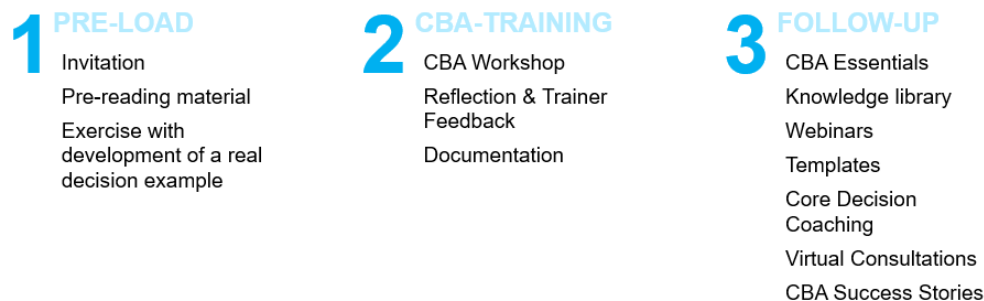 1 PRE-LOAD
Invitation
Pre-reading material
Exercise with
development of a real
decision example
2 CBA-TRAINING
CBA Workshop
Reflection & Trainer
Feedback
Documentation
3 FOLLOW-UP
CBA Essentials
Knowledge library
Webinars
Templates
Core Decision
Coaching
Virtual Consultations
CBA Success Stories